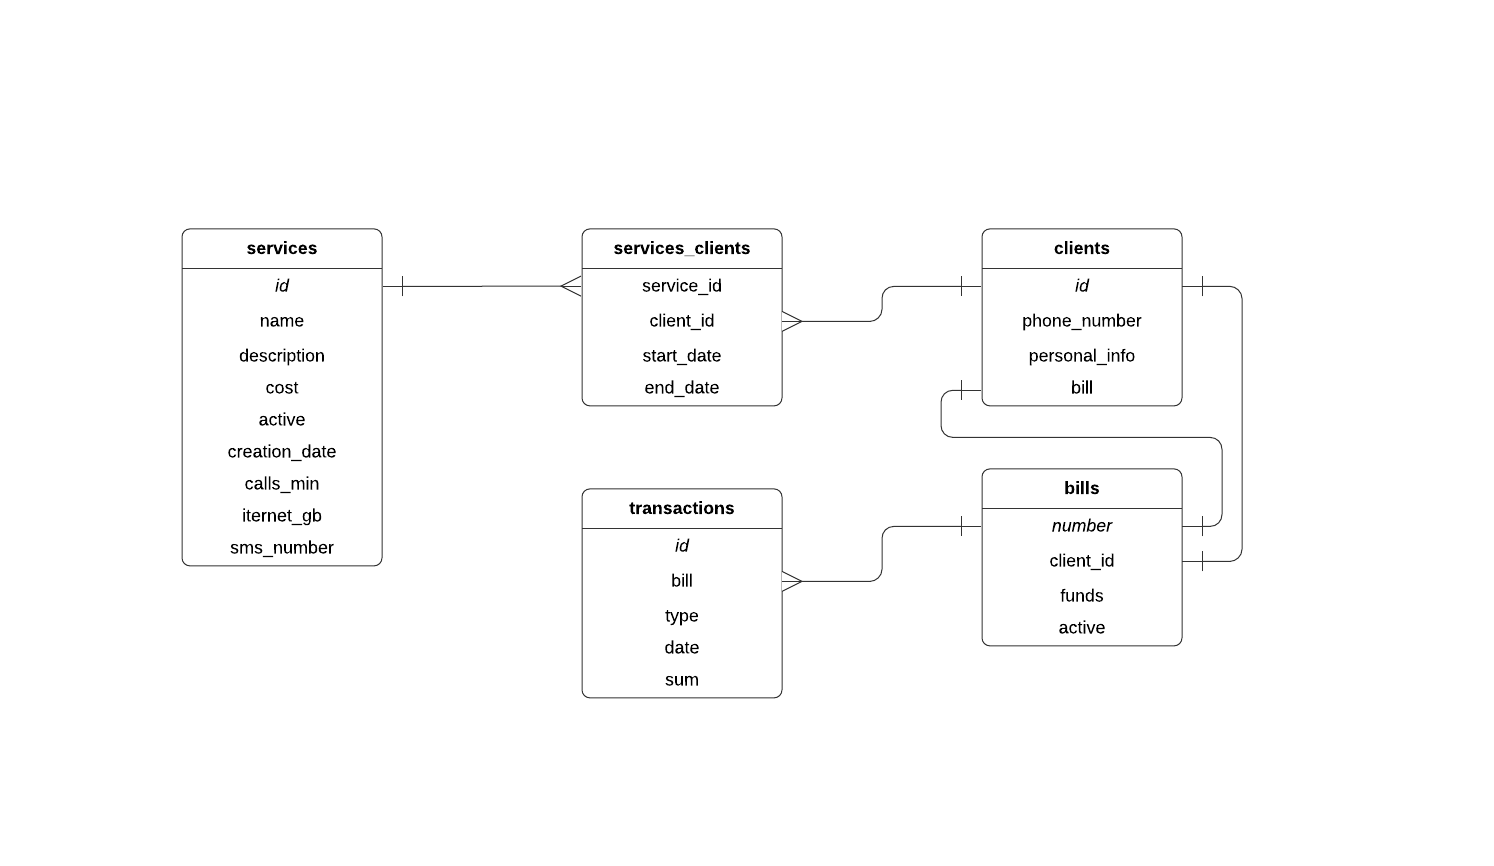 services
id
name
description
cost
active
creation_date
calls_min
iternet_gb
sms_number
services_clients
service_id
client_id
start_date
end_date
clients
id
phone_number
personal_info
bill
transactions
id
bill
type
date
sum
bills
number
client_id
funds
active